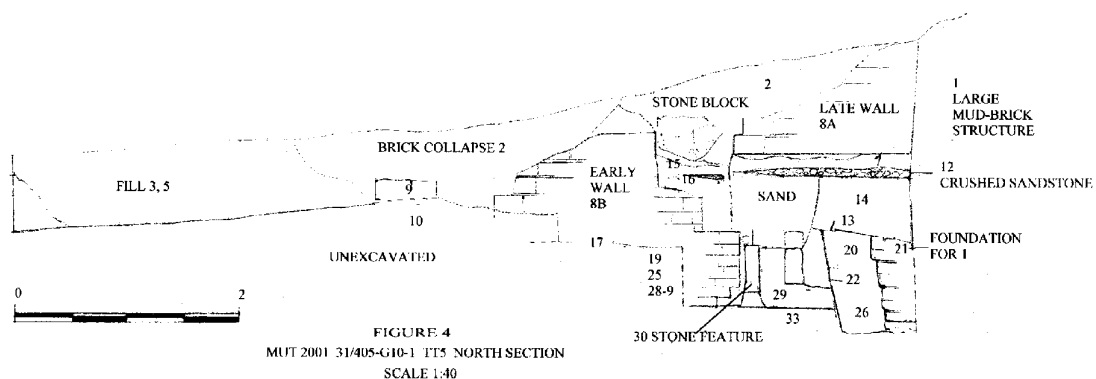 2
1
LARGE
MUD-BRICK
STRUCTURE
STONE BLOCK
LATE WALL
8A
BRICK COLLAPSE 2
15
12
CRUSHED SANDSTONE
FILL 3, 5
9
EARLY
WALL
8B
16
SAND
14
10
13
FOUNDATION
FOR 1
17
20
21
UNEXCAVATED
19
25
28-9
22
29
26
33
0
2
30 STONE FEATURE
FIGURE 4
MUT 2001 31/405-G10-1 TT5 NORTH SECTION
SCALE 1:40